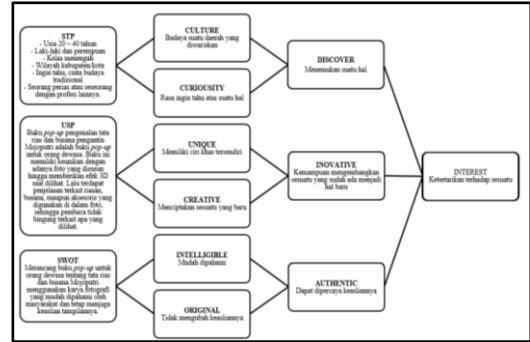 STP
- Usia 20 – 40 tahun
- Laki-laki dan perempuan
- Kelas menengah
- Wilayah kabupaten/kota
- Ingin tahu, cinta budaya
tradisional
- Seorang perias atau seseorang
dengan profesi lainnya.
CULTURE
Budaya suatu daerah yang
diwariskan
CURIOUSITY
Rasa ingin tahu atas suatu hal
DISCOVER
Menemukan suatu hal
USP
Buku pop-up pengenalan tata
rias dan busana pengantin
Mojoputri adalah buku pop-up
untuk orang dewasa. Buku ini
memiliki keunikan dengan
adanya foto yang disusun
hingga memberikan efek 3D
saat dilihat. Lalu terdapat
penjelasan terkait riasan,
busana, maupun aksesoris yang
digunakan di dalam foto,
sehingga pembaca tidak
bingung terkait apa yang
dilihat.
UNIQUE
Memiliki ciri khas tersendiri
CREATIVE
Menciptakan sesuatu yang baru
INOVATIVE
Kemampuan mengembangkan
sesuatu yang sudah ada menjadi
hal baru
INTEREST
Ketertarikan terhadap sesuatu
SWOT
Merancang buku pop-up untuk
orang dewasa tentang tata rias
dan busana Mojoputri
menggunakan karya fotografi
yang mudah dipahami oleh
masyarakat dan tetap menjaga
keaslian tampilannya.
INTELLIGIBLE
Mudah dipahami
ORIGINAL
Tidak mengubah keasliannya
AUTHENTIC
Dapat dipercaya keasliannya